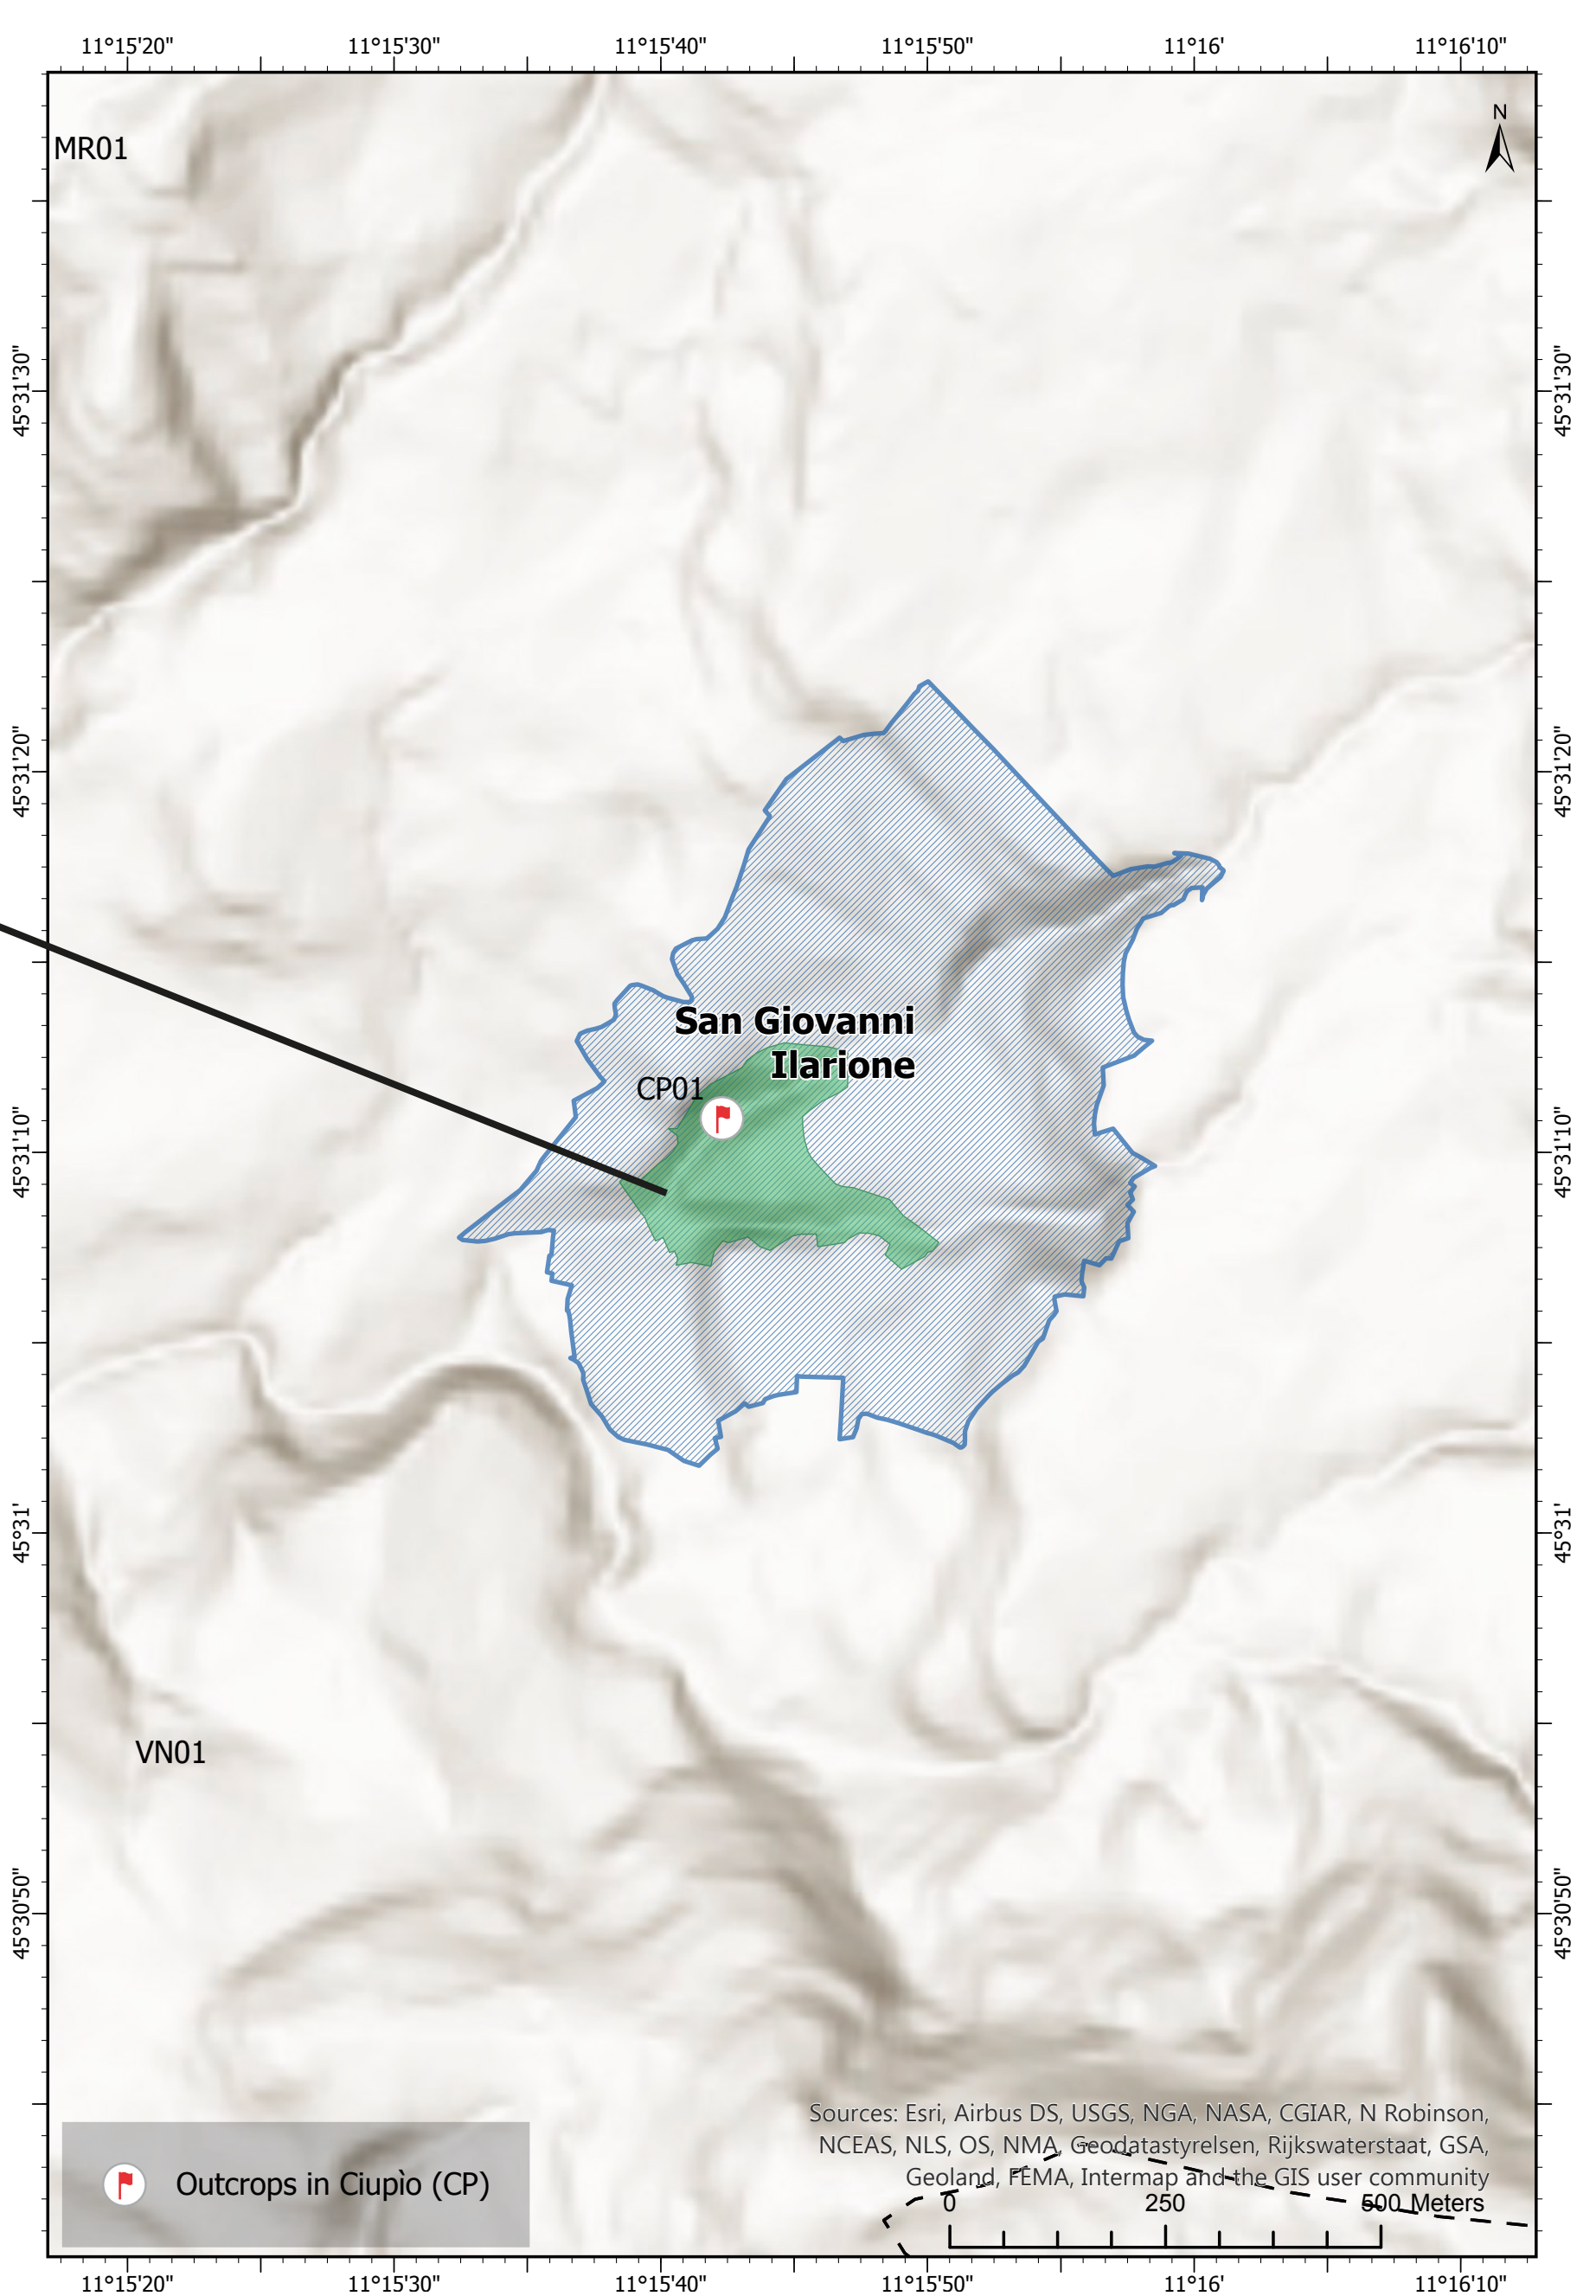 11°15'20" 11°15'30" 11°15'40" 11°15'50" 11°16' 11°16'10"
N
MR01
45°31'30" 45°31'30"
45°31'20" 45°31'20"
San Giovanni
Ilarione
CP01
45°31'10" 45°31'10"
45°31' 45°31'
VN01
45°30'50" 45°30'50"
Sources: Esri, Airbus DS, USGS, NGA, NASA, CGIAR, N Robinson,
NCEAS, NLS, OS, NMA, Geodatastyrelsen, Rijkswaterstaat, GSA,
Geoland, FEMA, Intermap and the GIS user community
Outcrops in Ciupìo (CP)
0 250 500 Meters
11°15'20" 11°15'30" 11°15'40" 11°15'50" 11°16' 11°16'10"